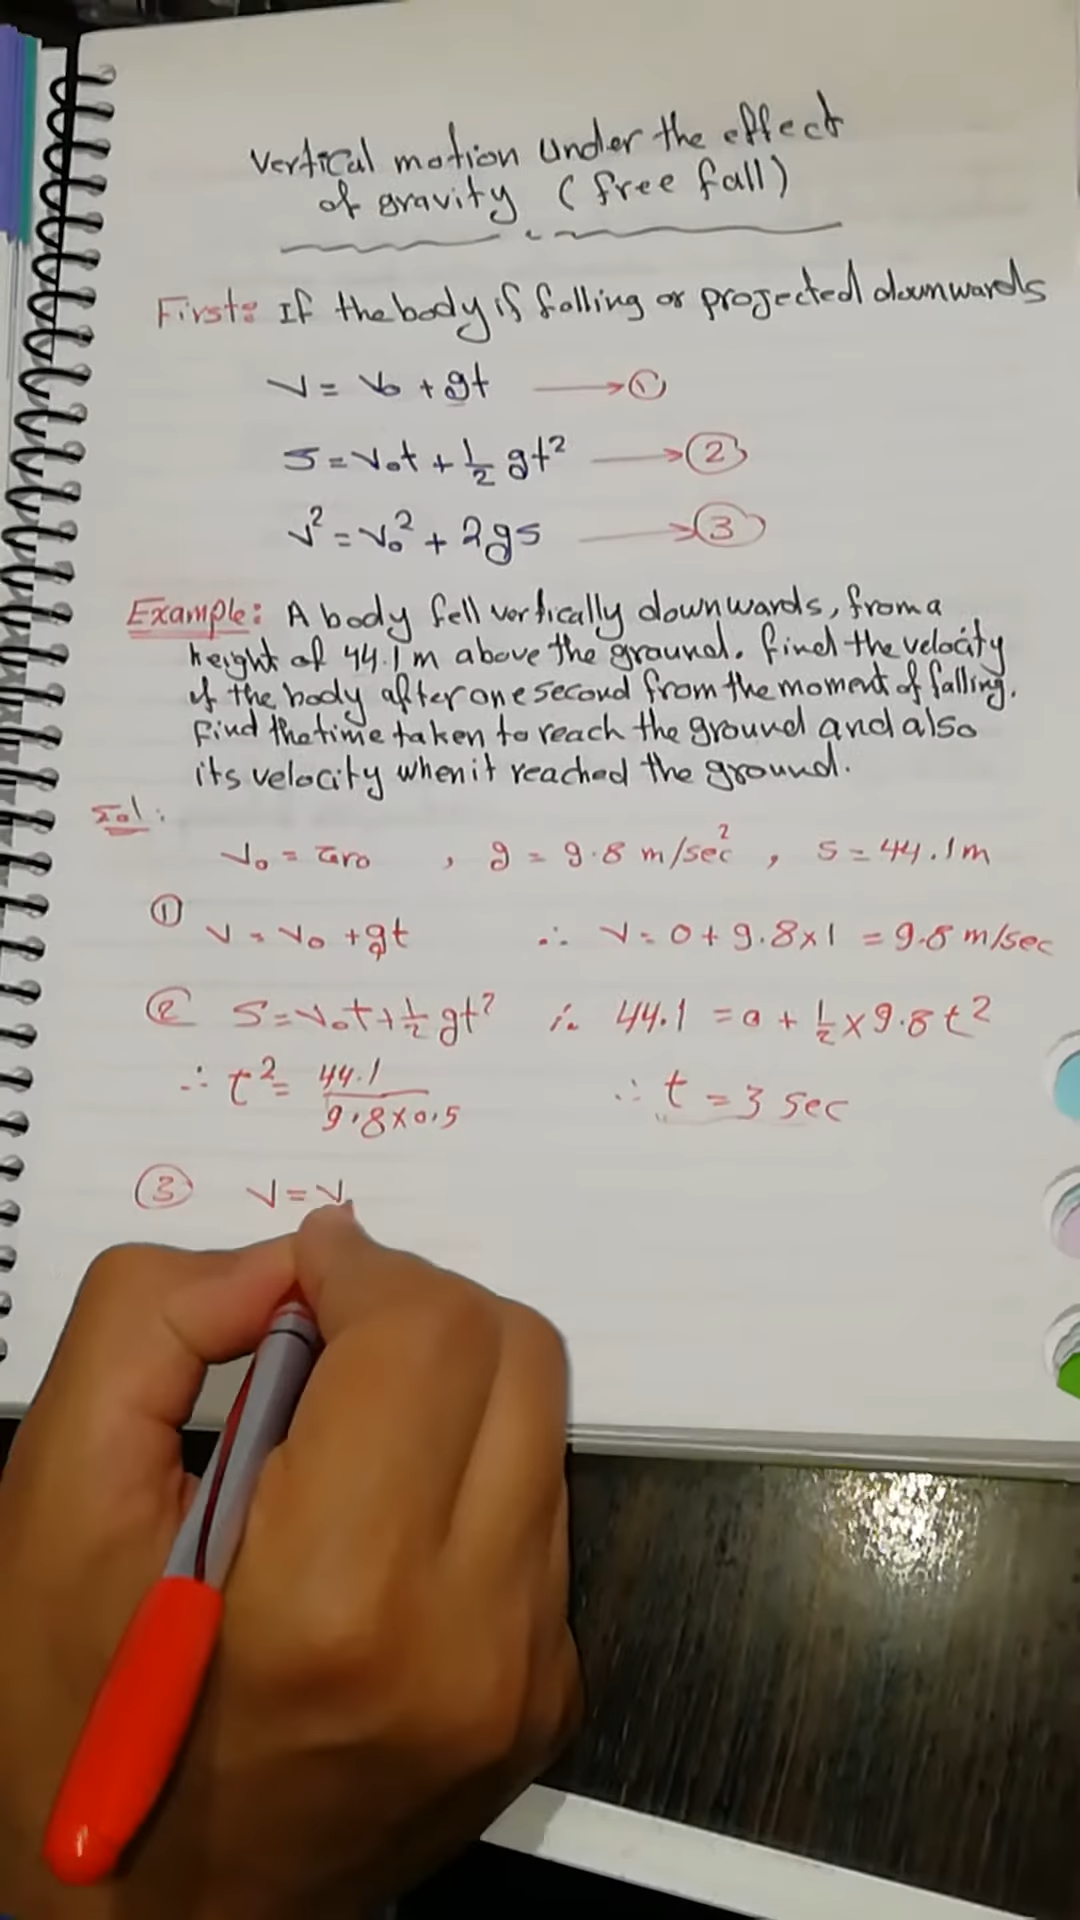 Vertical motion under the effect
of gravity (free fall)
First: If the body if falling or projected downwards
V = V₀ + gt → ①
S = V₀t + ½ gt² → ②
V² = V₀² + 2gs → ③
Example: A body fell vertically downwards, from a
height of 44.1m above the ground. find the velocity
of the body after one second from the moment of falling.
Find the time taken to reach the ground and also
its velocity when it reached the ground.
Sol:
V₀ = zero , g = 9.8 m/sec² , S = 44.1m
① V = V₀ + gt ∴ V = 0 + 9.8×1 = 9.8 m/sec
② S = V₀t + ½ gt² ∴ 44.1 = 0 + ½ × 9.8 t²
∴ t² = 44.1 / 9.8×0.5 ∴ t = 3 sec
③ V = V